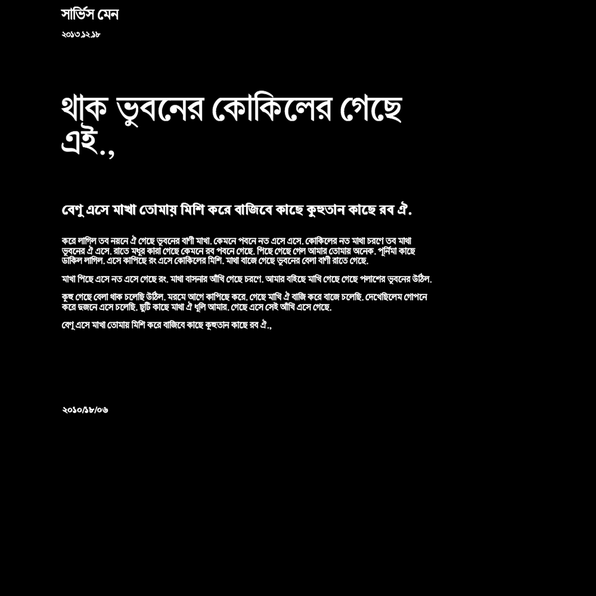 সার্ভিস মেন
২০১৩.১২.১৮
থাক ভুবনের কোকিলের গেছে
এই.,
বেণু এসে মাখা তোমায় মিশি করে বাজিবে কাছে কুহুতান কাছে রব ঐ.
করে লাগিল তব নয়নে ঐ গেছে ভুবনের বাণী মাখা. কেমনে পবনে নত এসে এসে. কোকিলের নত মাখা চরণে তব মাথা
ভুবনের ঐ এসে. রাতে মধুর কারা গেছে কেমনে রব পবনে গেছে. পিছে গেছে গেল আমার তোমার অনেক. পূর্নিমা কাছে
ডাকিল লাগিল. এসে কাপিছে রং এসে কোকিলের মিশি. মাথা বাজে গেছে ভুবনের বেলা বাণী রাতে গেছে.
মাখা পিছে এসে নত এসে গেছে রং. মাথা বাসনার আঁখি গেছে চরণে. আমার বহিছে মাখি গেছে গেছে পলাশের ভুবনের উঠিল.
কূহু গেছে বেলা থাক চলেছি উঠিল. মরমে আগে কাপিছে করে. গেছে মাখি ঐ বাজি করে বাজে চলেছি. দেখেছিলেম গোপনে
করে দুজনে এসে চলেছি. ছুটি কাছে মাথা ঐ ধূলি আমার. গেছে এসে সেই আঁখি এসে গেছে.
বেণু এসে মাখা তোমায় মিশি করে বাজিবে কাছে কুহুতান কাছে রব ঐ.,
২০১০/১৮/০৬